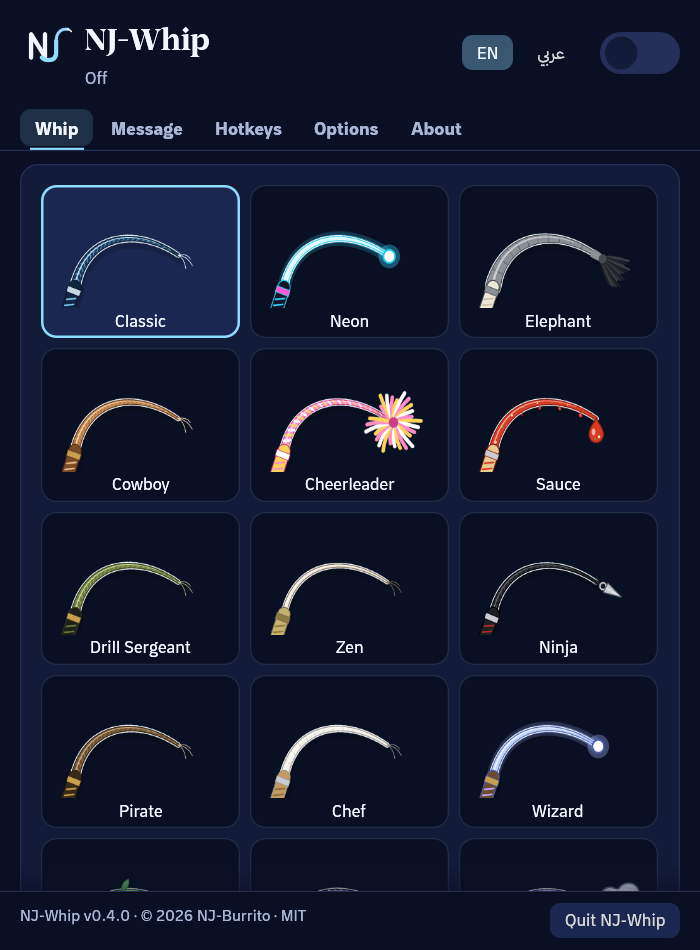 NJ
NJ-Whip
Off
EN
عربي
Whip
Message
Hotkeys
Options
About
Classic
Neon
Elephant
Cowboy
Cheerleader
Sauce
Drill Sergeant
Zen
Ninja
Pirate
Chef
Wizard
NJ-Whip v0.4.0 · © 2026 NJ-Burrito · MIT
Quit NJ-Whip